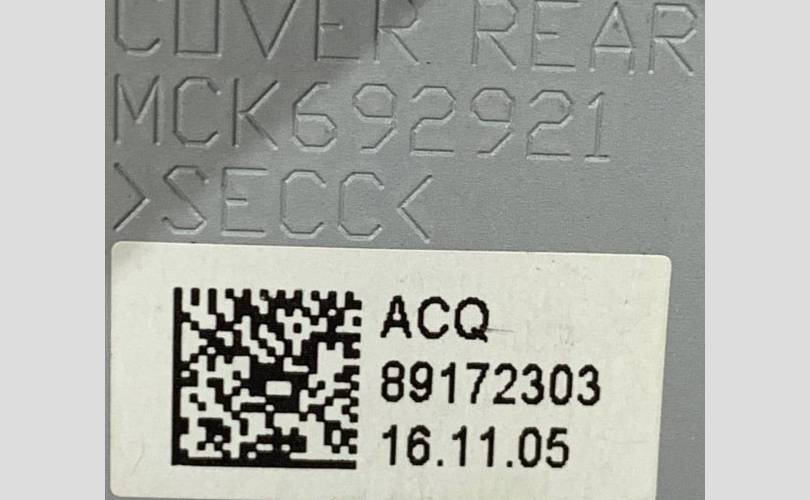 COVER REAR
MCK692921
>SECC<
ACQ
89172303
16.11.05